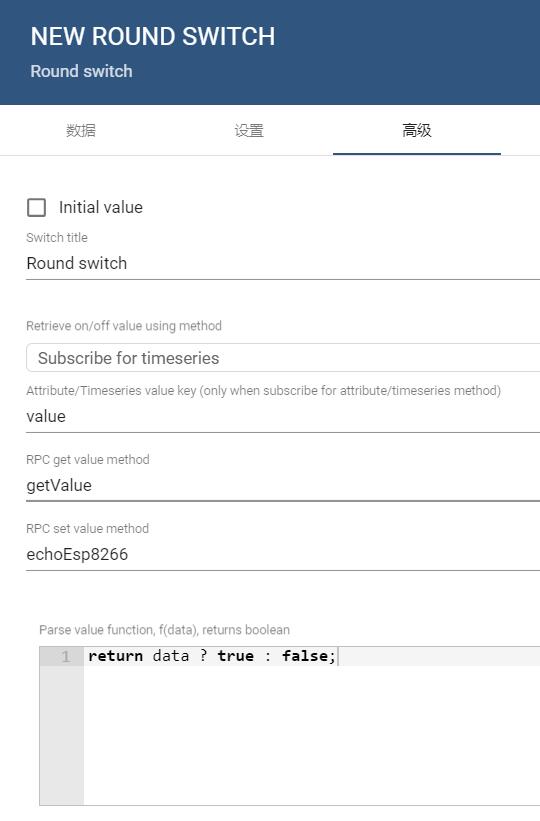 NEW ROUND SWITCH
Round switch
数据 设置 高级
Initial value
Switch title
Round switch
Retrieve on/off value using method
Subscribe for timeseries
Attribute/Timeseries value key (only when subscribe for attribute/timeseries method)
value
RPC get value method
getValue
RPC set value method
echoEsp8266
Parse value function, f(data), returns boolean
1 return data ? true : false;